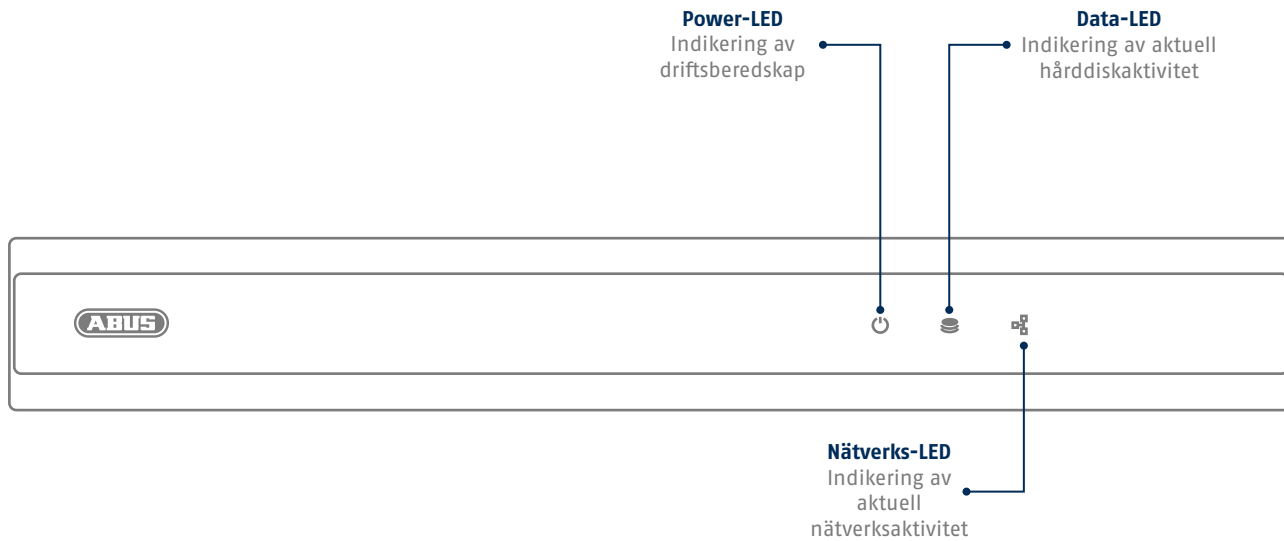 Power-LED
Indikering av
driftsberedskap
Data-LED
Indikering av aktuell
hårddiskaktivitet
ABUS
Nätverks-LED
Indikering av
aktuell
nätverksaktivitet